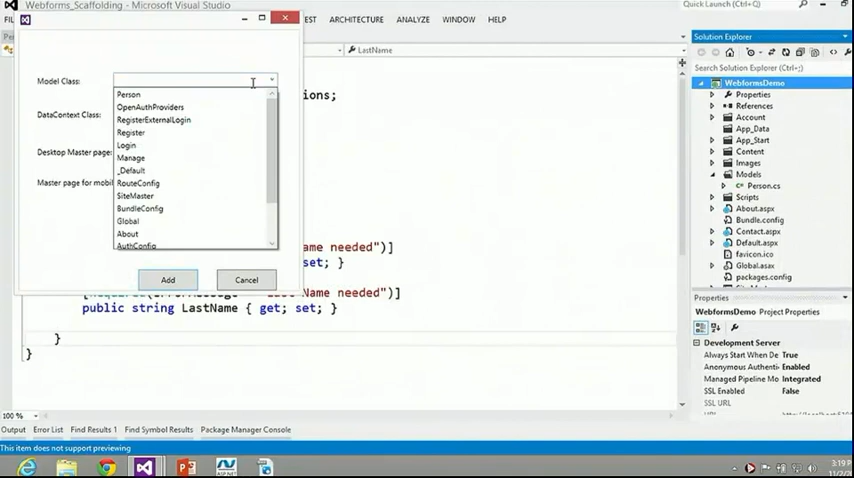 Webforms_Scaffolding - Microsoft Visual Studio
Quick Launch (Ctrl+Q)
EST ARCHITECTURE ANALYZE WINDOW HELP
LastName
Solution Explorer
Search Solution Explorer (Ctrl+;)
Model Class:
Person
OpenAuthProviders
RegisterExternalLogin
Register
Login
Manage
_Default
RouteConfig
SiteMaster
BundleConfig
Global
About
AuthConfig
DataContext Class:
Desktop Master page:
Master page for mobil
Add
Cancel
ions;
ame needed")]
set; }
Name needed")]
public string LastName { get; set; }
}
}
WebformsDemo
Properties
References
Account
App_Data
App_Start
Content
Images
Models
Person.cs
Scripts
About.aspx
Bundle.config
Contact.aspx
Default.aspx
favicon.ico
Global.asax
packages.config
Properties
WebformsDemo Project Properties
Development Server
Always Start When De True
Anonymous Authenti Enabled
Managed Pipeline Mo Integrated
SSL Enabled False
SSL URL
100 %
Output Error List Find Results 1 Find Symbol Results Package Manager Console
This item does not support previewing
3:19 P
11/2/20